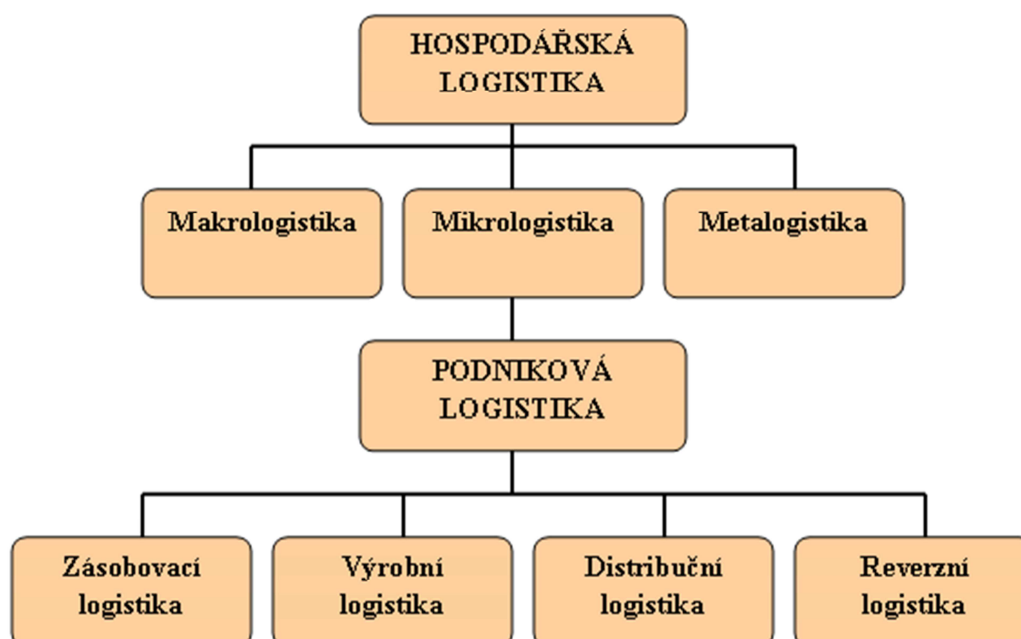 HOSPODÁŘSKÁ
LOGISTIKA
Makrologistika
Mikrologistika
Metalogistika
PODNIKOVÁ
LOGISTIKA
Zásobovací
logistika
Výrobní
logistika
Distribuční
logistika
Reverzní
logistika